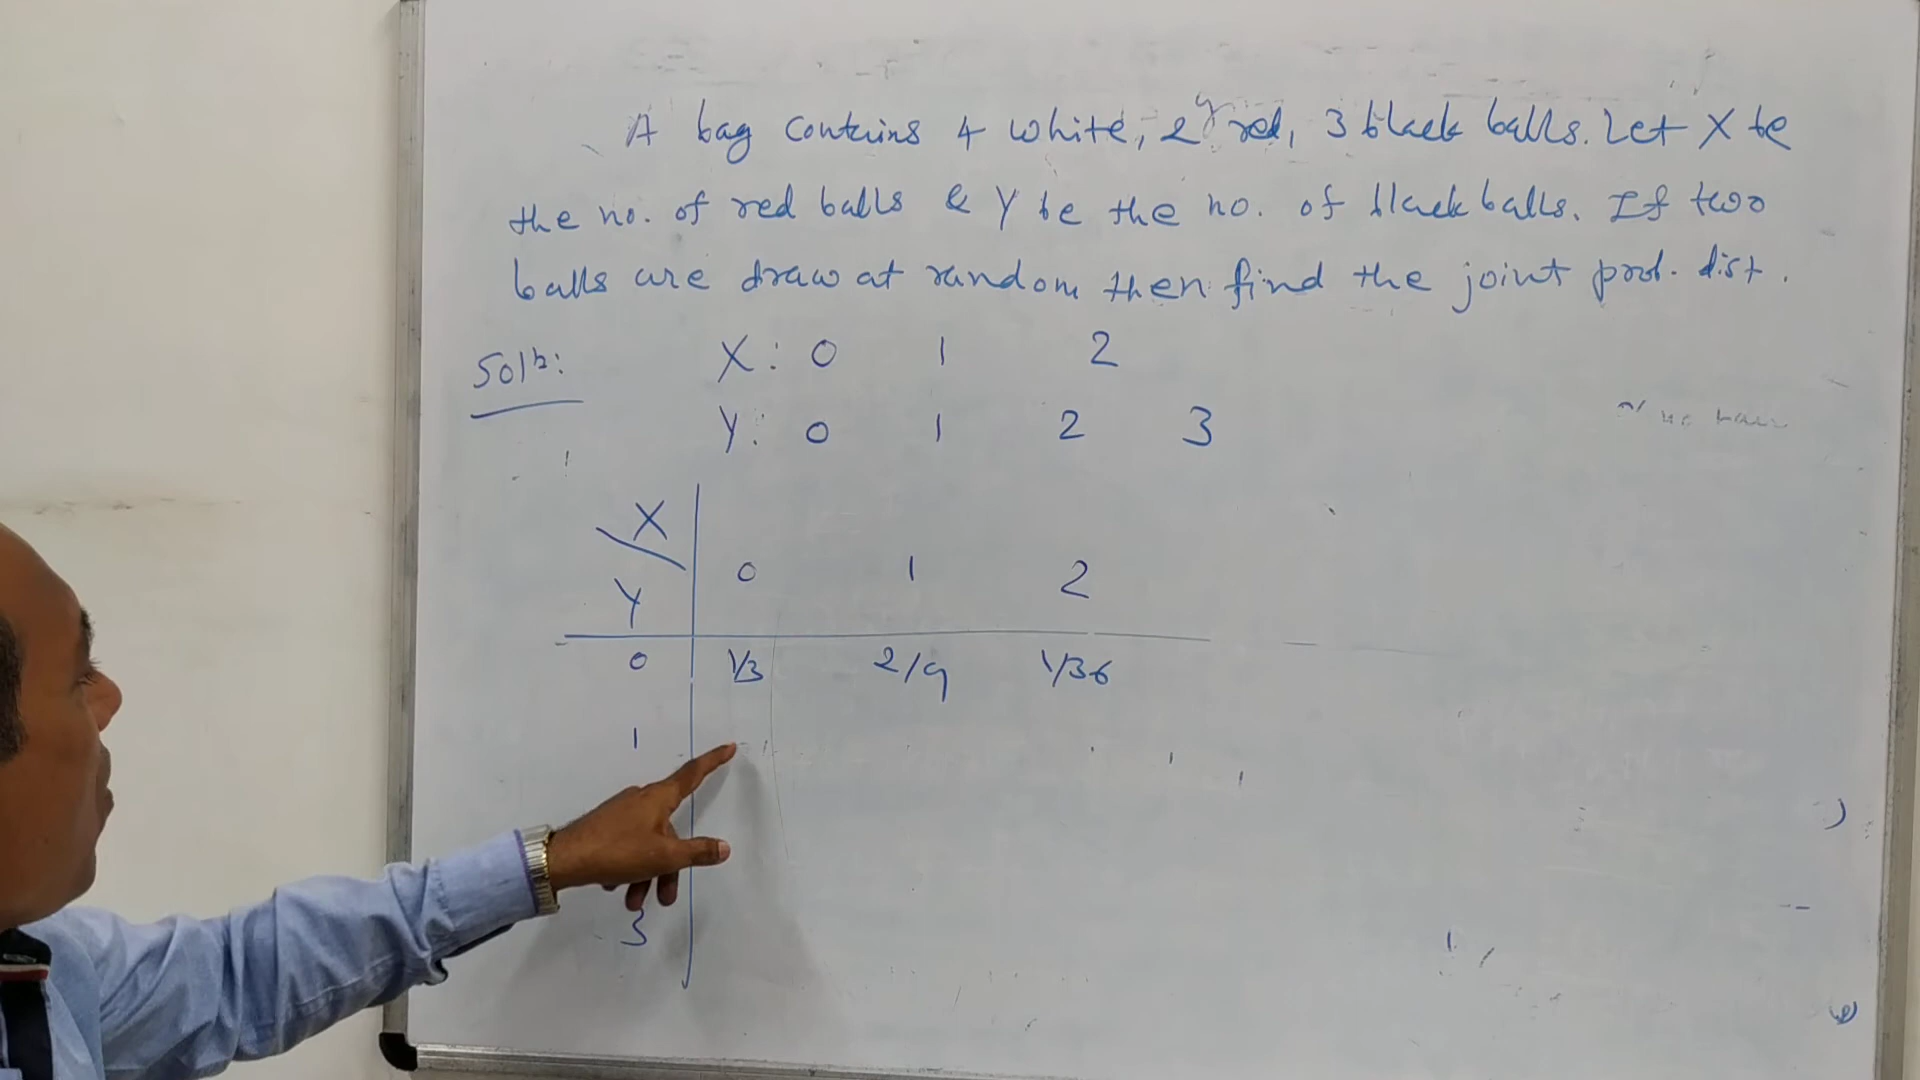 A bag contains 4 white, 2 red, 3 black balls. Let X be
the no. of red balls & Y be the no. of black balls. If two
balls are draw at random then find the joint prob. dist.
Soln: X: 0 1 2
Y: 0 1 2 3
X
Y 0 1 2
0 1/3 2/9 1/36
1
3